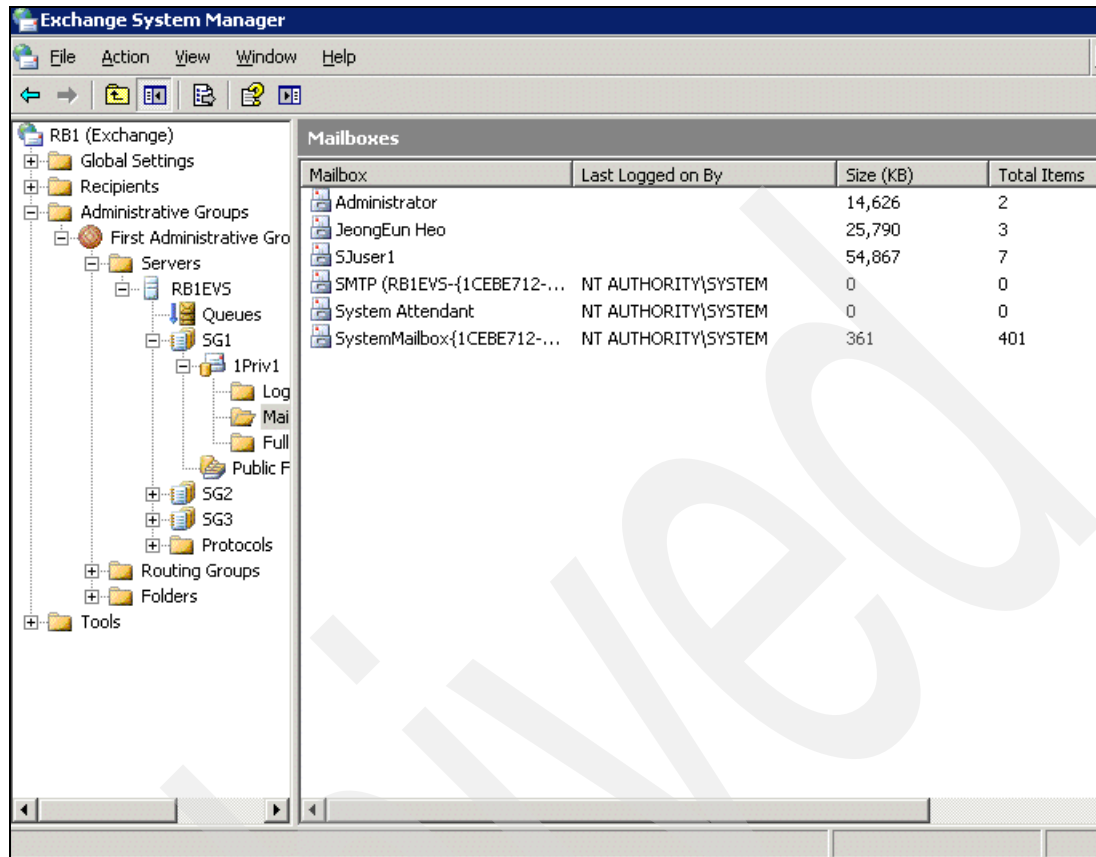 Exchange System Manager
File Action View Window Help
RB1 (Exchange)
Global Settings
Recipients
Administrative Groups
First Administrative Gro
Servers
RB1EVS
Queues
SG1
1Priv1
Log
Mai
Full
Public F
SG2
SG3
Protocols
Routing Groups
Folders
Tools
Mailboxes
Mailbox Last Logged on By Size (KB) Total Items
Administrator 14,626 2
JeongEun Heo 25,790 3
SJuser1 54,867 7
SMTP (RB1EVS-{1CEBE712-... NT AUTHORITY\SYSTEM 0 0
System Attendant NT AUTHORITY\SYSTEM 0 0
SystemMailbox{1CEBE712-... NT AUTHORITY\SYSTEM 361 401